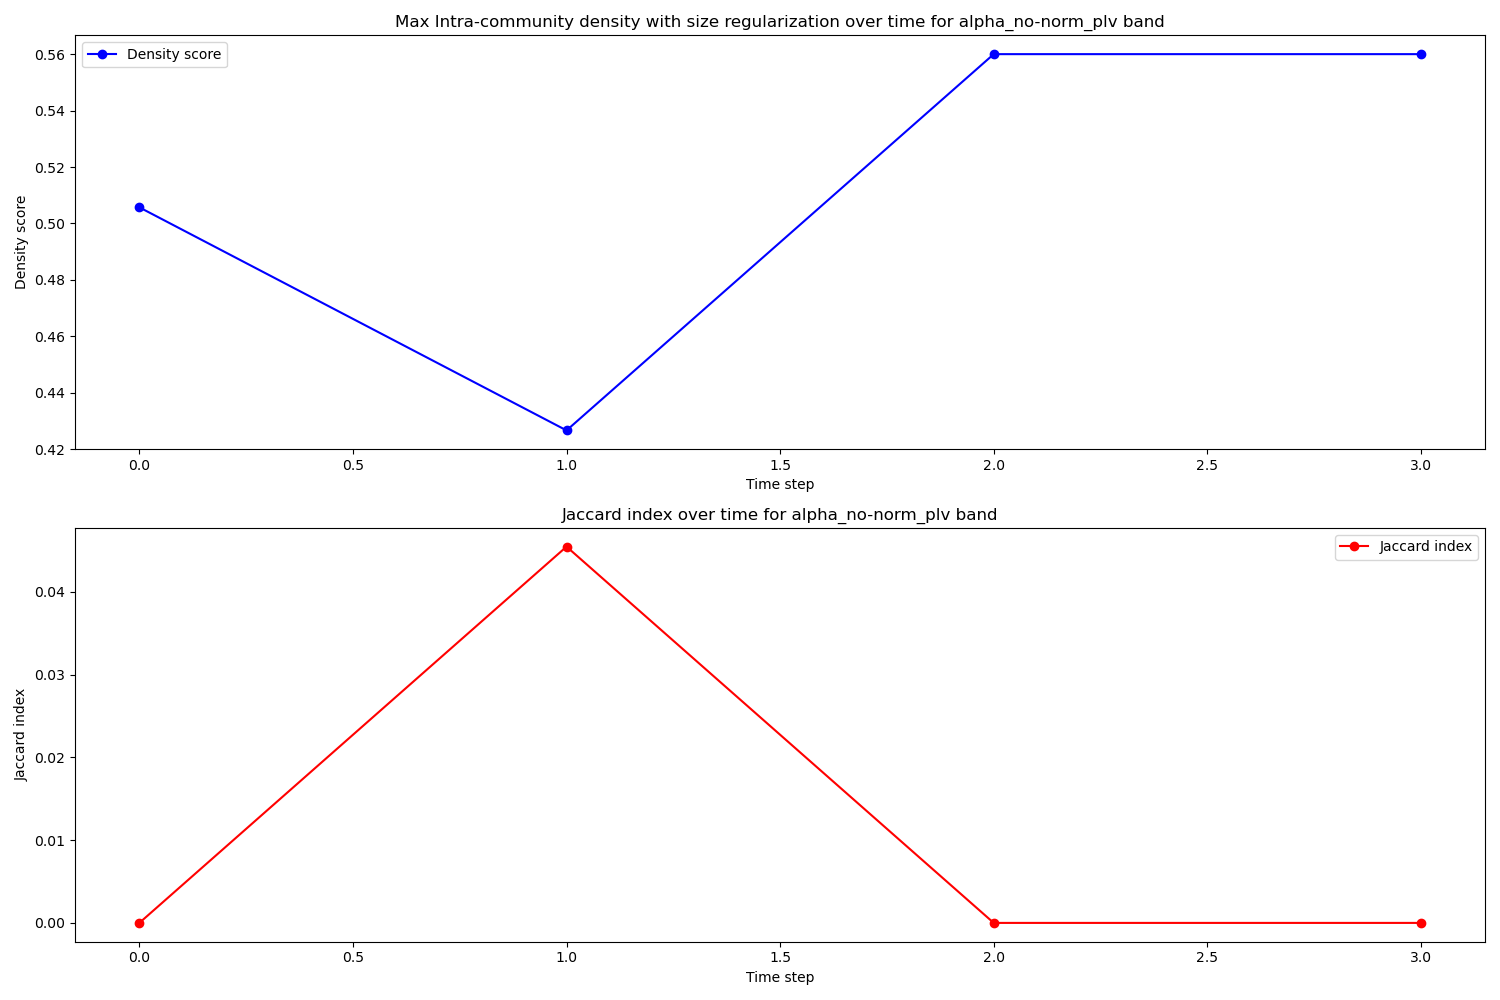 Max Intra-community density with size regularization over time for alpha_no-norm_plv band
Density score
0.56
0.54
0.52
0.50
0.48
0.46
0.44
0.42
Density score
0.0 0.5 1.0 1.5 2.0 2.5 3.0
Time step
Jaccard index over time for alpha_no-norm_plv band
Jaccard index
0.04
0.03
0.02
0.01
0.00
Jaccard index
0.0 0.5 1.0 1.5 2.0 2.5 3.0
Time step